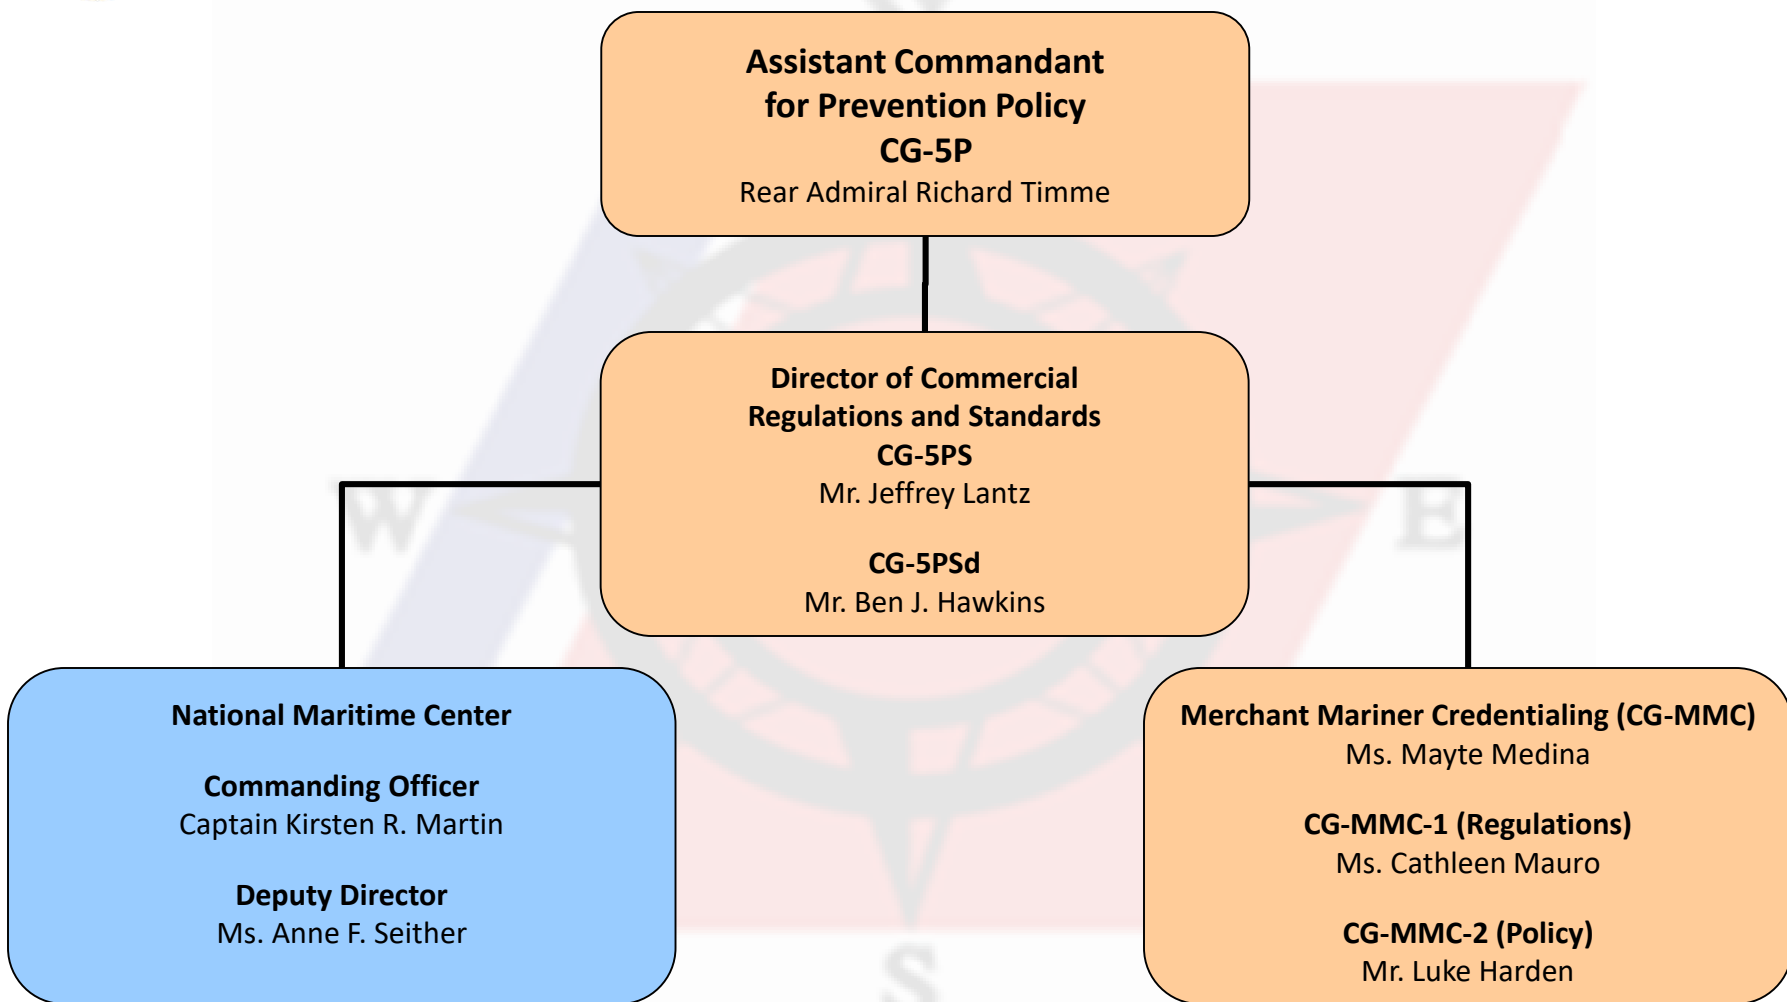 Assistant Commandant
for Prevention Policy
CG-5P
Rear Admiral Richard Timme
Director of Commercial
Regulations and Standards
CG-5PS
Mr. Jeffrey Lantz
CG-5PSd
Mr. Ben J. Hawkins
W
E
National Maritime Center
Commanding Officer
Captain Kirsten R. Martin
Deputy Director
Ms. Anne F. Seither
Merchant Mariner Credentialing (CG-MMC)
Ms. Mayte Medina
CG-MMC-1 (Regulations)
Ms. Cathleen Mauro
CG-MMC-2 (Policy)
Mr. Luke Harden
S